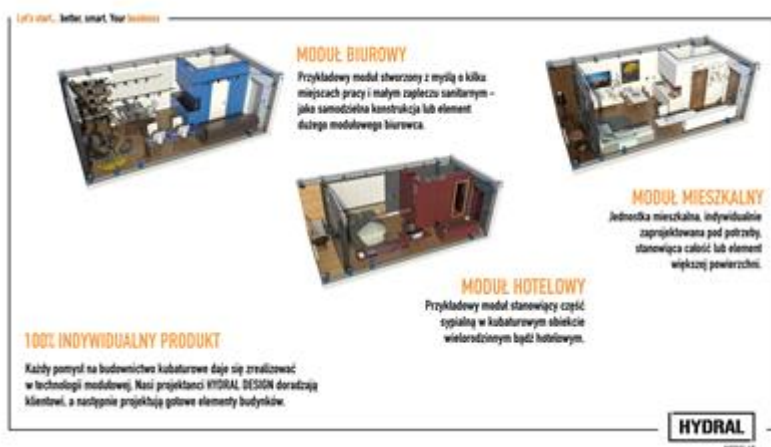 Let's start... better, smart. Your business
MODUŁ BIUROWY
Przykładowy moduł stworzony z myślą o kilku
miejscach pracy i małym zapleczu sanitarnym –
jako samodzielna konstrukcja lub element
dużego modułowego biurowca.
MODUŁ MIESZKALNY
Jednostka mieszkalna, indywidualnie
zaprojektowana pod potrzeby,
stanowiąca całość lub element
większej powierzchni.
MODUŁ HOTELOWY
Przykładowy moduł stanowiący część
sypialną w kubaturowym obiekcie
wielorodzinnym bądź hotelowym.
100% INDYWIDUALNY PRODUKT
Każdy pomysł na budownictwo kubaturowe daje się zrealizować
w technologii modułowej. Nasi projektanci HYDRAL DESIGN doradzają
klientowi, a następnie projektują gotowe elementy budynków.
HYDRAL